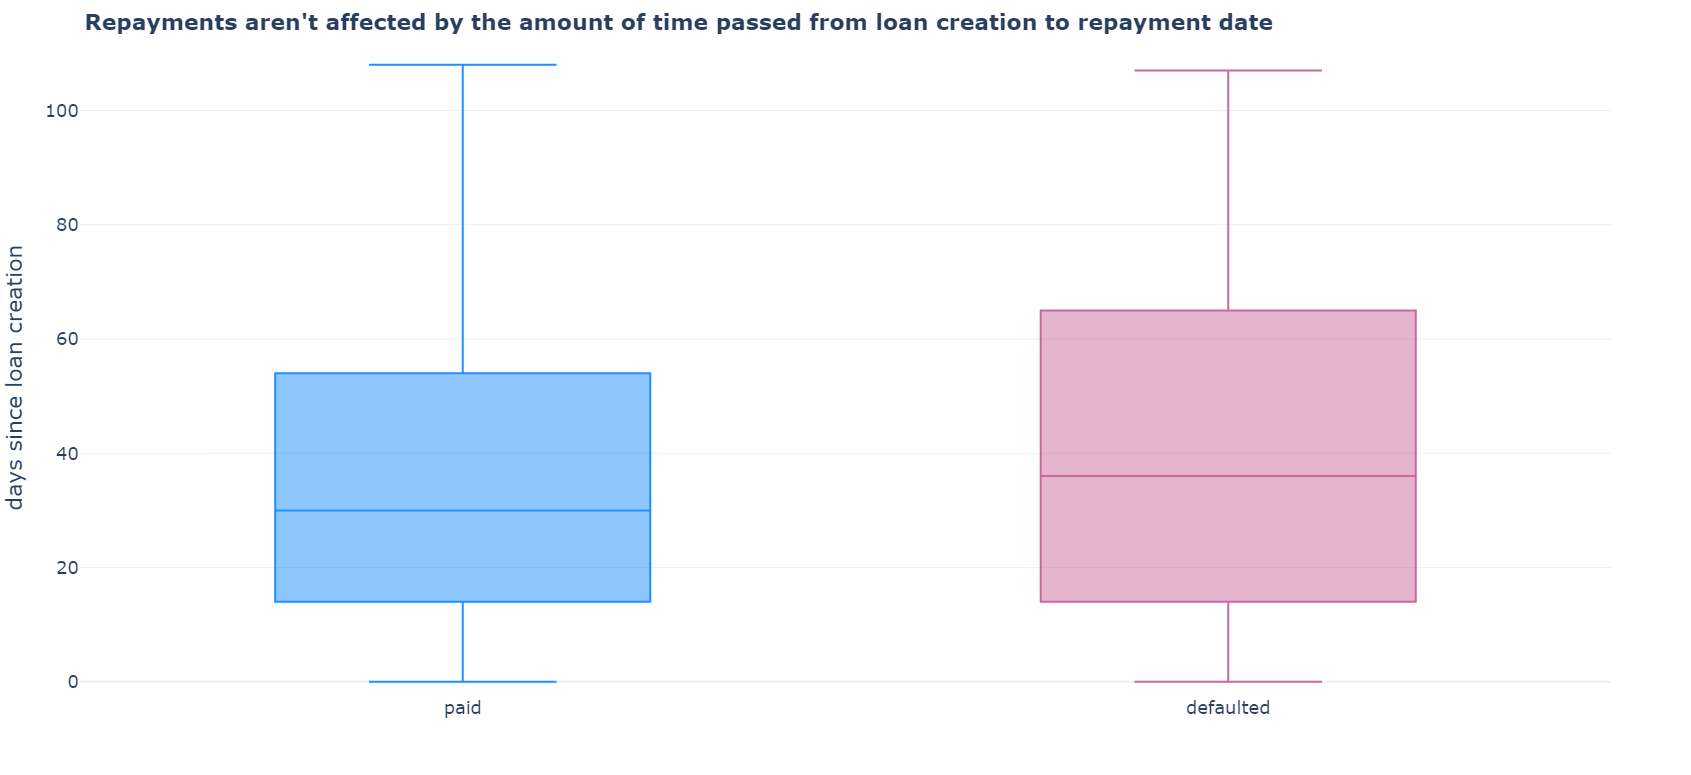 Repayments aren't affected by the amount of time passed from loan creation to repayment date
days since loan creation
100
80
60
40
20
0
paid
defaulted